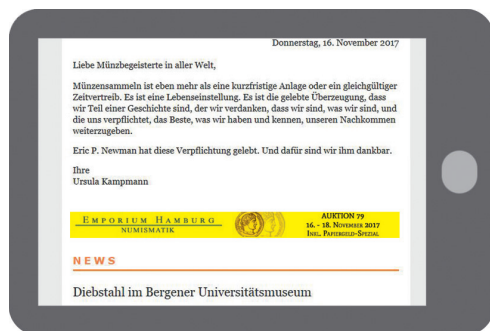 Donnerstag, 16. November 2017
Liebe Münzbegeisterte in aller Welt,
Münzensammeln ist eben mehr als eine kurzfristige Anlage oder ein gleichgültiger
Zeitvertreib. Es ist eine Lebenseinstellung. Es ist die gelebte Überzeugung, dass
wir Teil einer Geschichte sind, der wir verdanken, dass wir sind, was wir sind, und
die uns verpflichtet, das Beste, was wir haben und kennen, unseren Nachkommen
weiterzugeben.
Eric P. Newman hat diese Verpflichtung gelebt. Und dafür sind wir ihm dankbar.
Ihre
Ursula Kampmann
EMPORIUM HAMBURG
NUMISMATIK
AUKTION 79
16. - 18. NOVEMBER 2017
INKL. PAPIERGELD-SPEZIAL
NEWS
Diebstahl im Bergener Universitätsmuseum